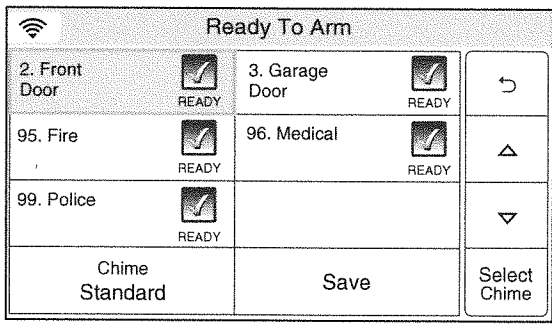 Ready To Arm
2. Front
Door
READY
3. Garage
Door
READY
95. Fire
READY
96. Medical
READY
99. Police
READY
Chime
Standard
Save
Select
Chime